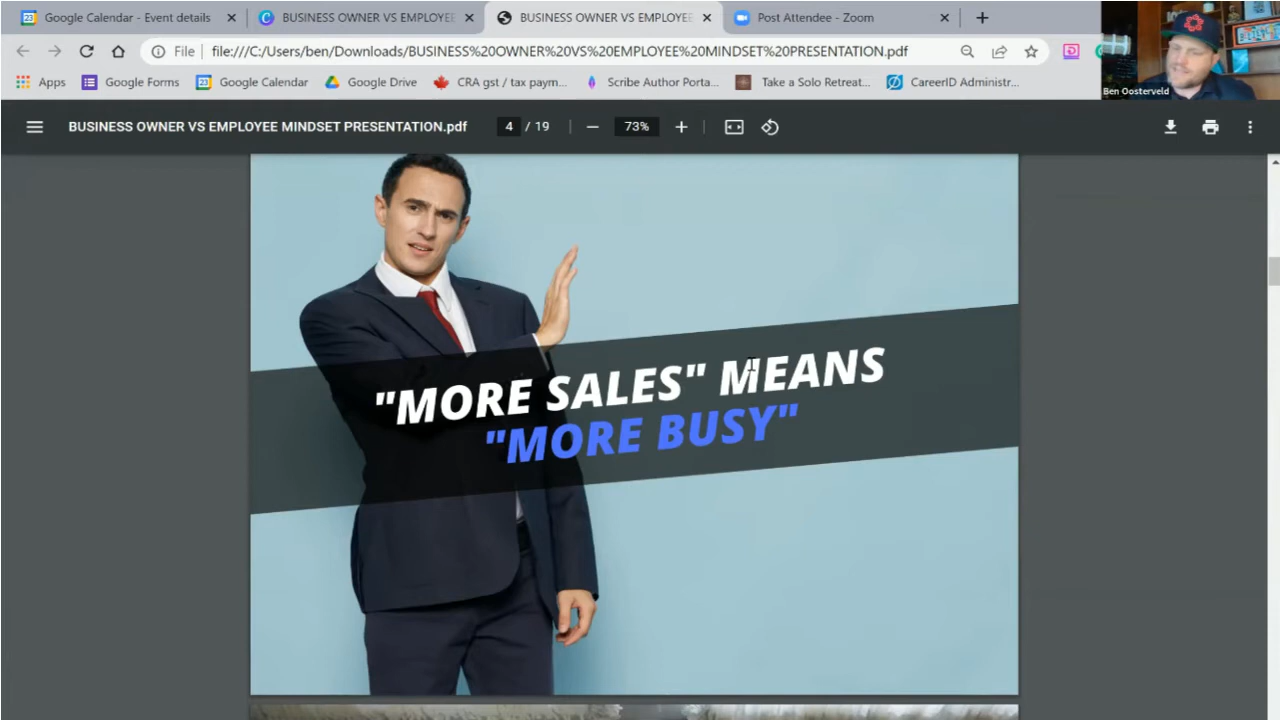 Google Calendar - Event details
BUSINESS OWNER VS EMPLOYEE
BUSINESS OWNER VS EMPLOYEE
Post Attendee - Zoom
File
file:///C:/Users/ben/Downloads/BUSINESS%20OWNER%20VS%20EMPLOYEE%20MINDSET%20PRESENTATION.pdf
Apps
Google Forms
23
Google Calendar
Google Drive
CRA gst / tax paym...
Scribe Author Porta...
Take a Solo Retreat...
CareerID Administr...
Ben Oosterveld
BUSINESS OWNER VS EMPLOYEE MINDSET PRESENTATION.pdf
4 / 19
73%
"MORE SALES" MEANS
"MORE BUSY"